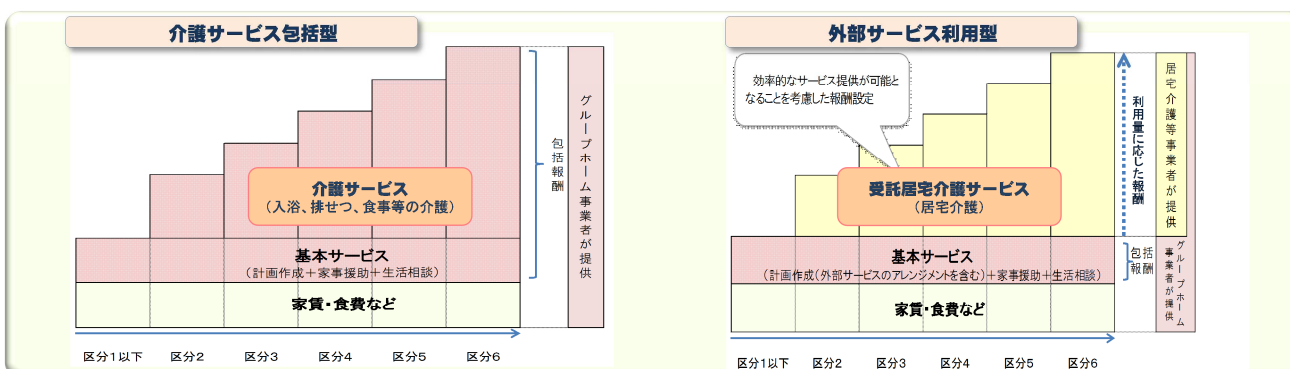 介護サービス包括型
介護サービス
(入浴、排せつ、食事等の介護)
基本サービス
(計画作成+家事援助+生活相談)
家賃・食費など
包括報酬
グループホーム事業者が提供
区分1以下
区分2
区分3
区分4
区分5
区分6
外部サービス利用型
効率的なサービス提供が可能と
なることを考慮した報酬設定
受託居宅介護サービス
(居宅介護)
基本サービス
(計画作成(外部サービスのアレンジメントを含む)+家事援助+生活相談)
家賃・食費など
利用量に応じた報酬
居宅介護等事業者が提供
包括
報酬
グループホーム
事業者が提供
区分1以下
区分2
区分3
区分4
区分5
区分6